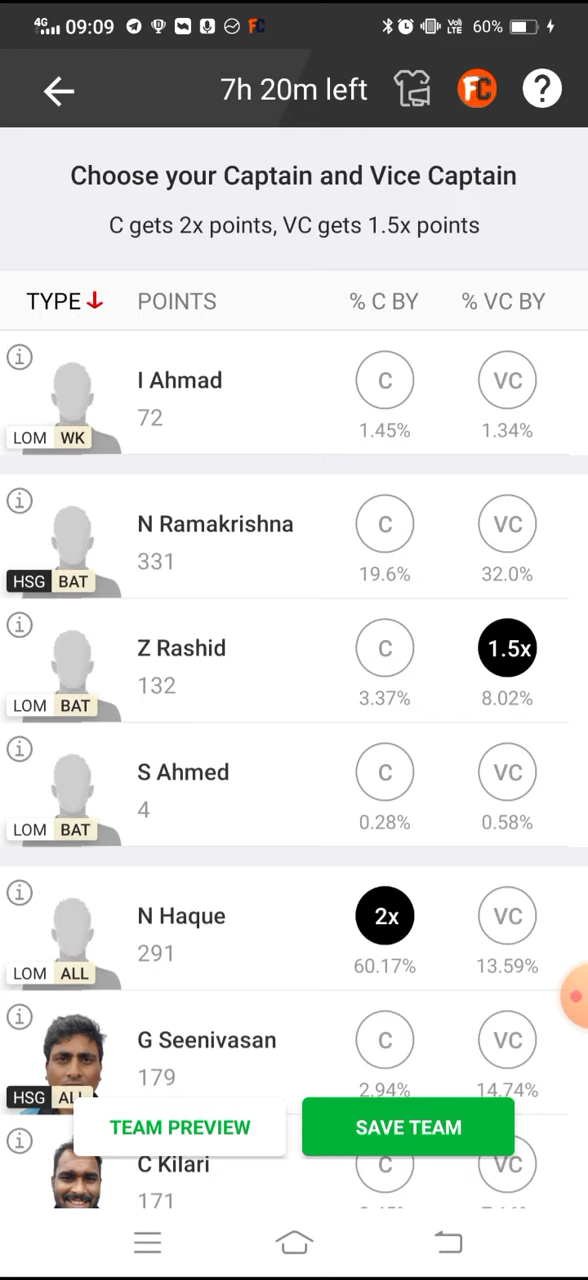 4G 09:09 FC VoI LTE 60%
7h 20m left FC ?
Choose your Captain and Vice Captain
C gets 2x points, VC gets 1.5x points
TYPE POINTS % C BY % VC BY
i I Ahmad C VC
72 1.45% 1.34%
LOM WK
i N Ramakrishna C VC
331 19.6% 32.0%
HSG BAT
i Z Rashid C 1.5x
132 3.37% 8.02%
LOM BAT
i S Ahmed C VC
4 0.28% 0.58%
LOM BAT
i N Haque 2x VC
291 60.17% 13.59%
LOM ALL
i G Seenivasan C VC
179 2.94% 14.74%
HSG ALL
TEAM PREVIEW SAVE TEAM
i C Kilari C VC
171